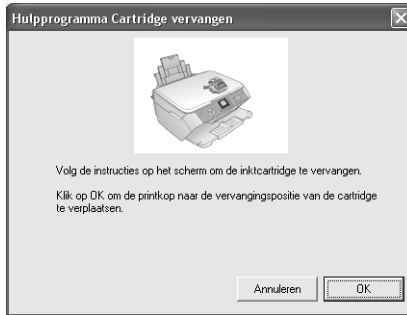 Hulpprogramma Cartridge vervangen
Volg de instructies op het scherm om de inktcartridge te vervangen.
Klik op OK om de printkop naar de vervangingspositie van de cartridge
te verplaatsen.
Annuleren
OK